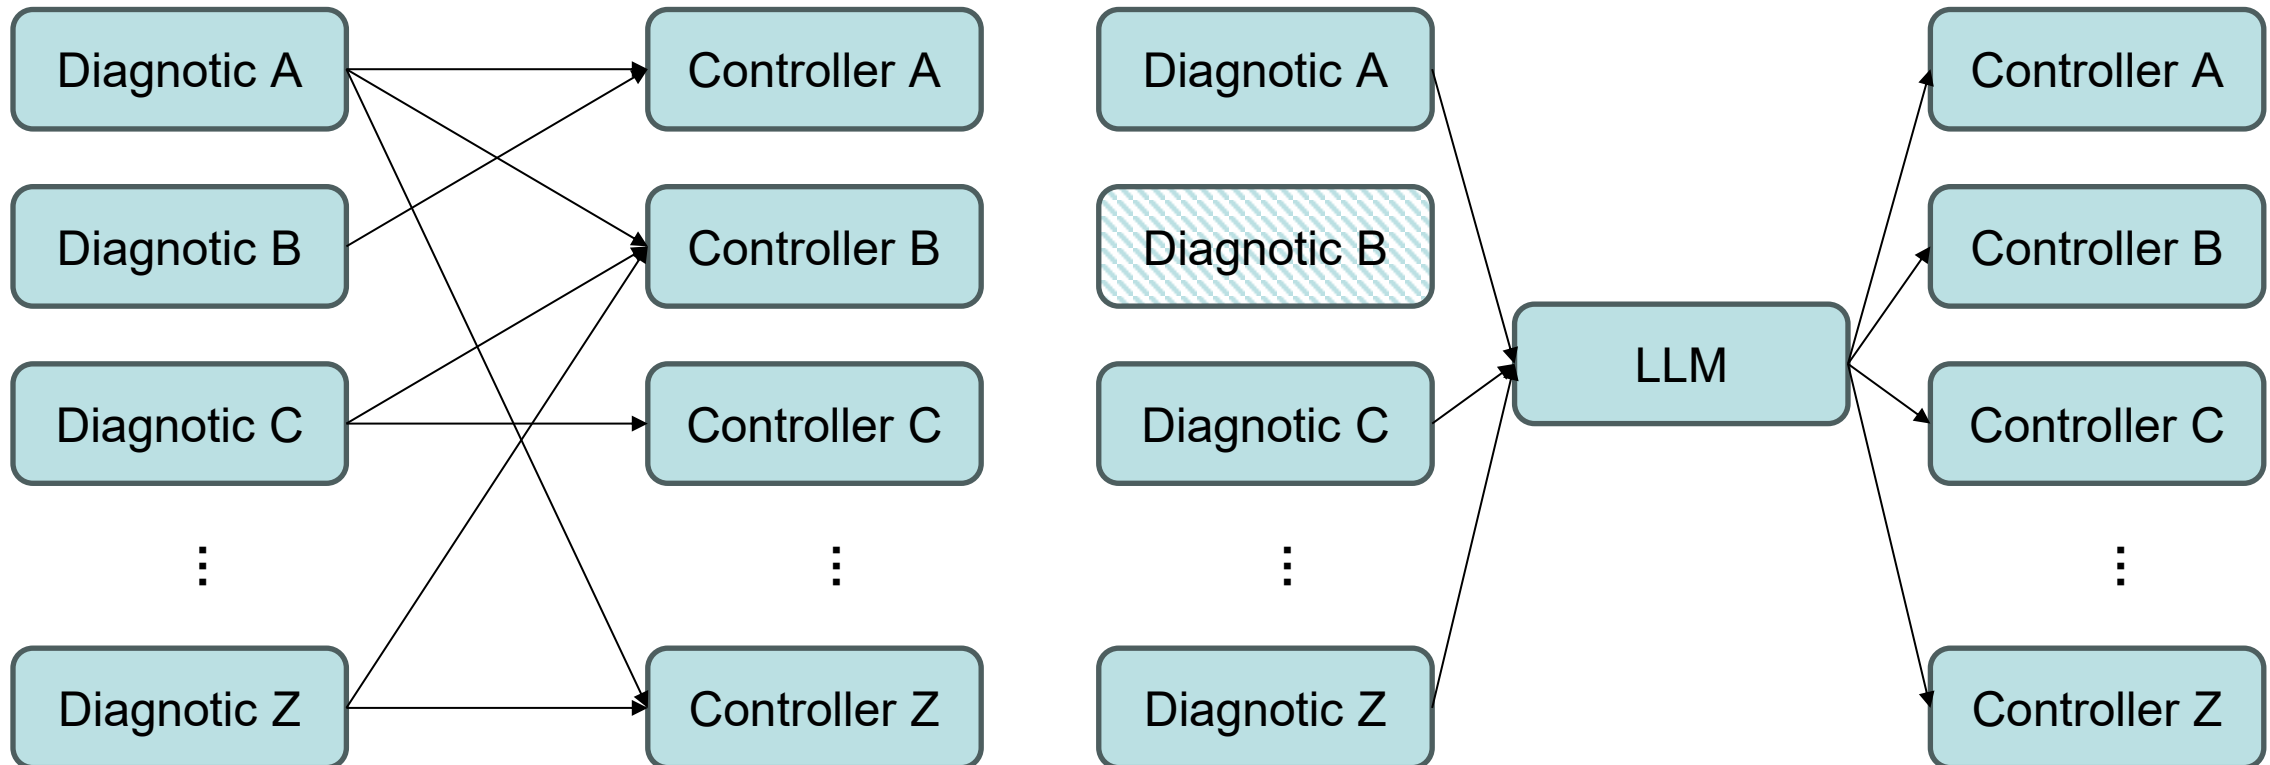 Diagnotic A
Controller A
Diagnotic B
Controller B
Diagnotic C
Controller C
...
...
Diagnotic Z
Controller Z
Diagnotic A
Controller A
Diagnotic B
Controller B
LLM
Diagnotic C
Controller C
...
...
Diagnotic Z
Controller Z